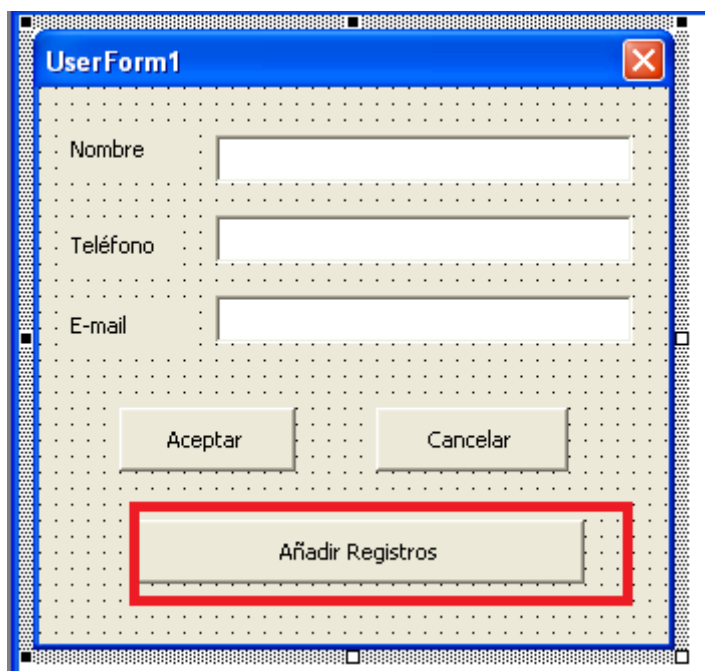 UserForm1
Nombre
Teléfono
E-mail
Aceptar Cancelar
Añadir Registros